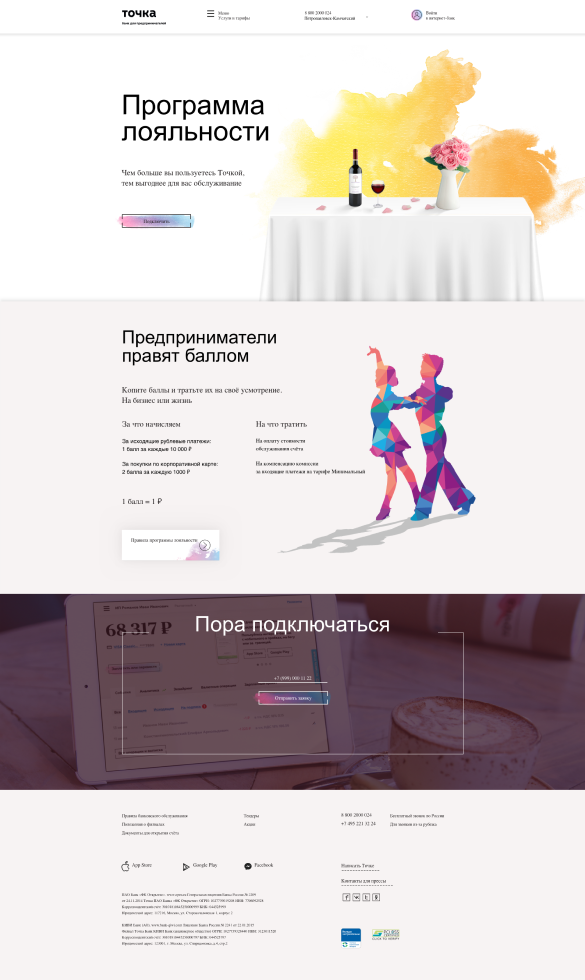 точка
банк для предпринимателей
Меню
Услуги и тарифы
8 800 2000 024
Петропавловск-Камчатский
Войти
в интернет-банк
Программа
лояльности
Чем больше вы пользуетесь Точкой,
тем выгоднее для вас обслуживание
Подключить
Предприниматели
правят баллом
Копите баллы и тратьте их на своё усмотрение.
На бизнес или жизнь
За что начисляем
На что тратить
За исходящие рублевые платежи:
1 балл за каждые 10 000 ₽
На оплату стоимости
обслуживания счёта
За покупки по корпоративной карте:
2 балла за каждую 1000 ₽
На компенсацию комиссии
за входящие платежи на тарифе Минимальный
1 балл = 1 ₽
Правила программы лояльности
68 317 ₽
Пора подключаться
+7 (999) 000 11 22
Отправить заявку
Правила банковского обслуживания
Тендеры
8 800 2000 024
Бесплатный звонок по России
Положения о филиалах
Акции
+7 495 221 32 24
Для звонков из-за рубежа
Документы для открытия счёта
App Store
Google Play
Facebook
Написать Точке
Контакты для прессы